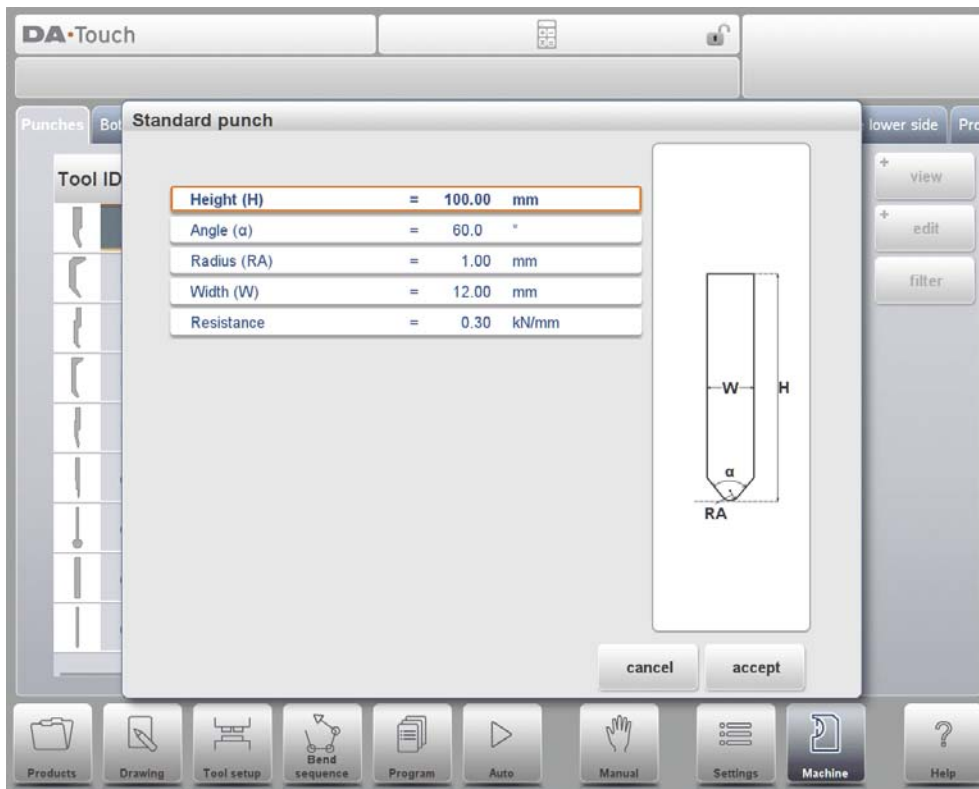 DA·Touch
Punches Bot lower side Pro
Standard punch
Tool ID
Height (H) = 100.00 mm
Angle (α) = 60.0 °
Radius (RA) = 1.00 mm
Width (W) = 12.00 mm
Resistance = 0.30 kN/mm
+ view
+ edit
filter
W H
α
RA
cancel accept
Products Drawing Tool setup Bend sequence Program Auto Manual Settings Machine Help